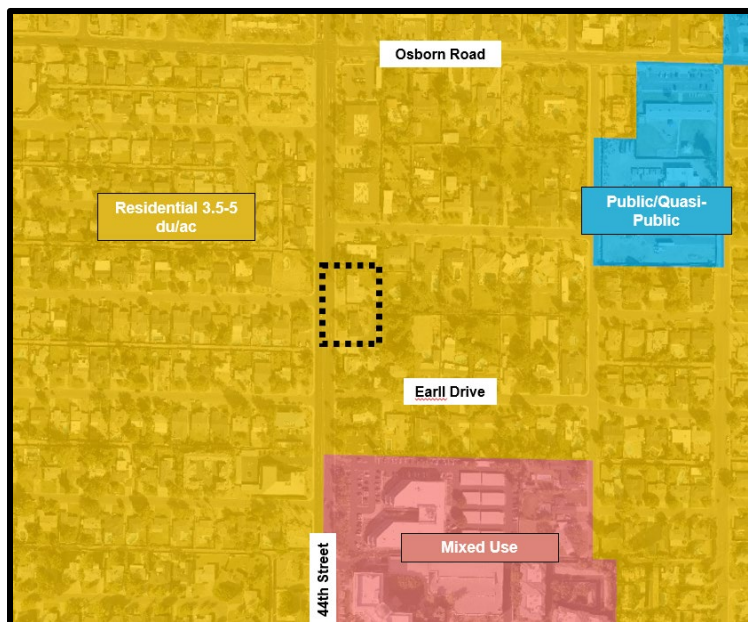 Osborn Road
Residential 3.5-5
du/ac
Public/Quasi-
Public
Earll Drive
Mixed Use
44th Street